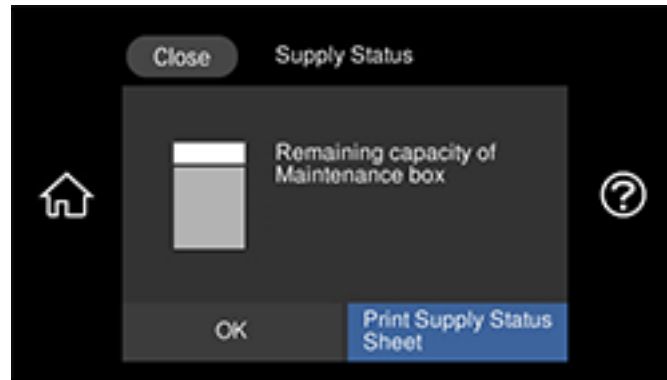 Close
Supply Status
Remaining capacity of
Maintenance box
OK
Print Supply Status
Sheet